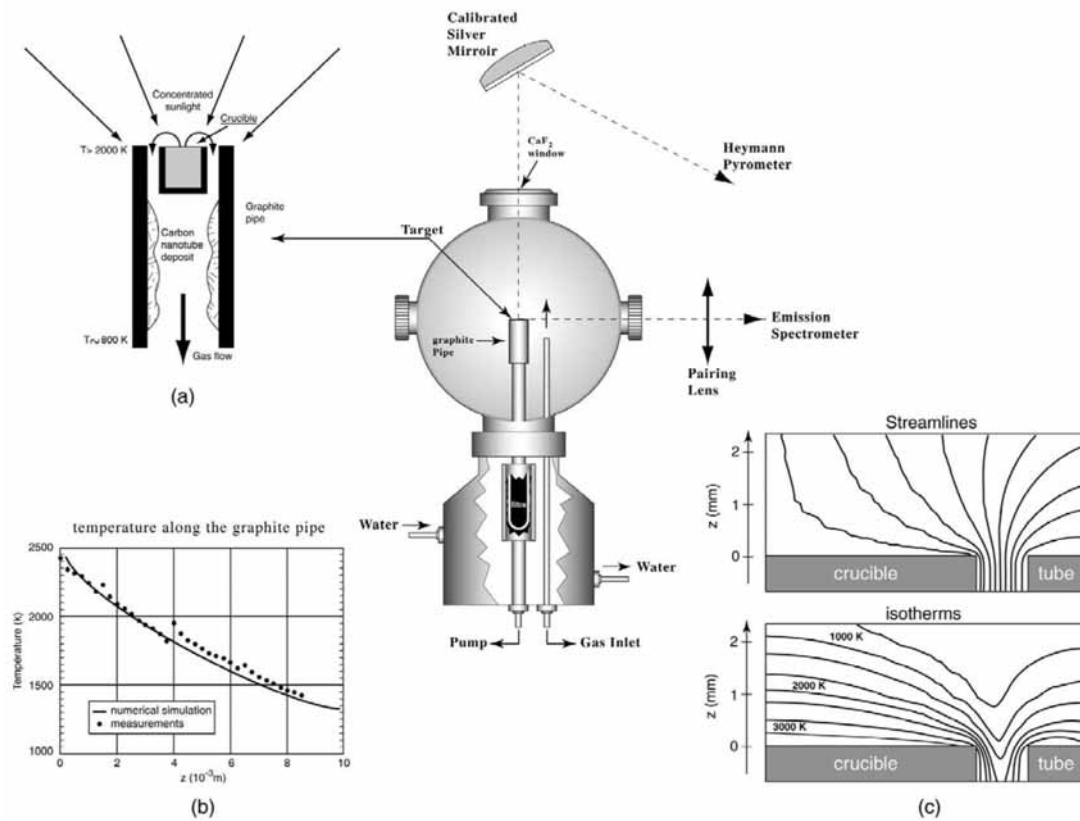 Calibrated
Silver
Mirroir
Concentrated
sunlight
Crucible
T> 2000 K
Graphite
pipe
Carbon
nanotube
deposit
T~ 800 K
Gas flow
(a)
CaF2
window
Heymann
Pyrometer
Target
graphite
Pipe
Emission
Spectrometer
Pairing
Lens
Water
Water
Pump
Gas Inlet
temperature along the graphite pipe
2500
2000
1500
1000
Temperature (k)
numerical simulation
measurements
0 2 4 6 8 10
z (10-3m)
(b)
Streamlines
2
1
0
z (mm)
crucible
tube
isotherms
2
1
0
z (mm)
1000 K
2000 K
3000 K
crucible
tube
(c)